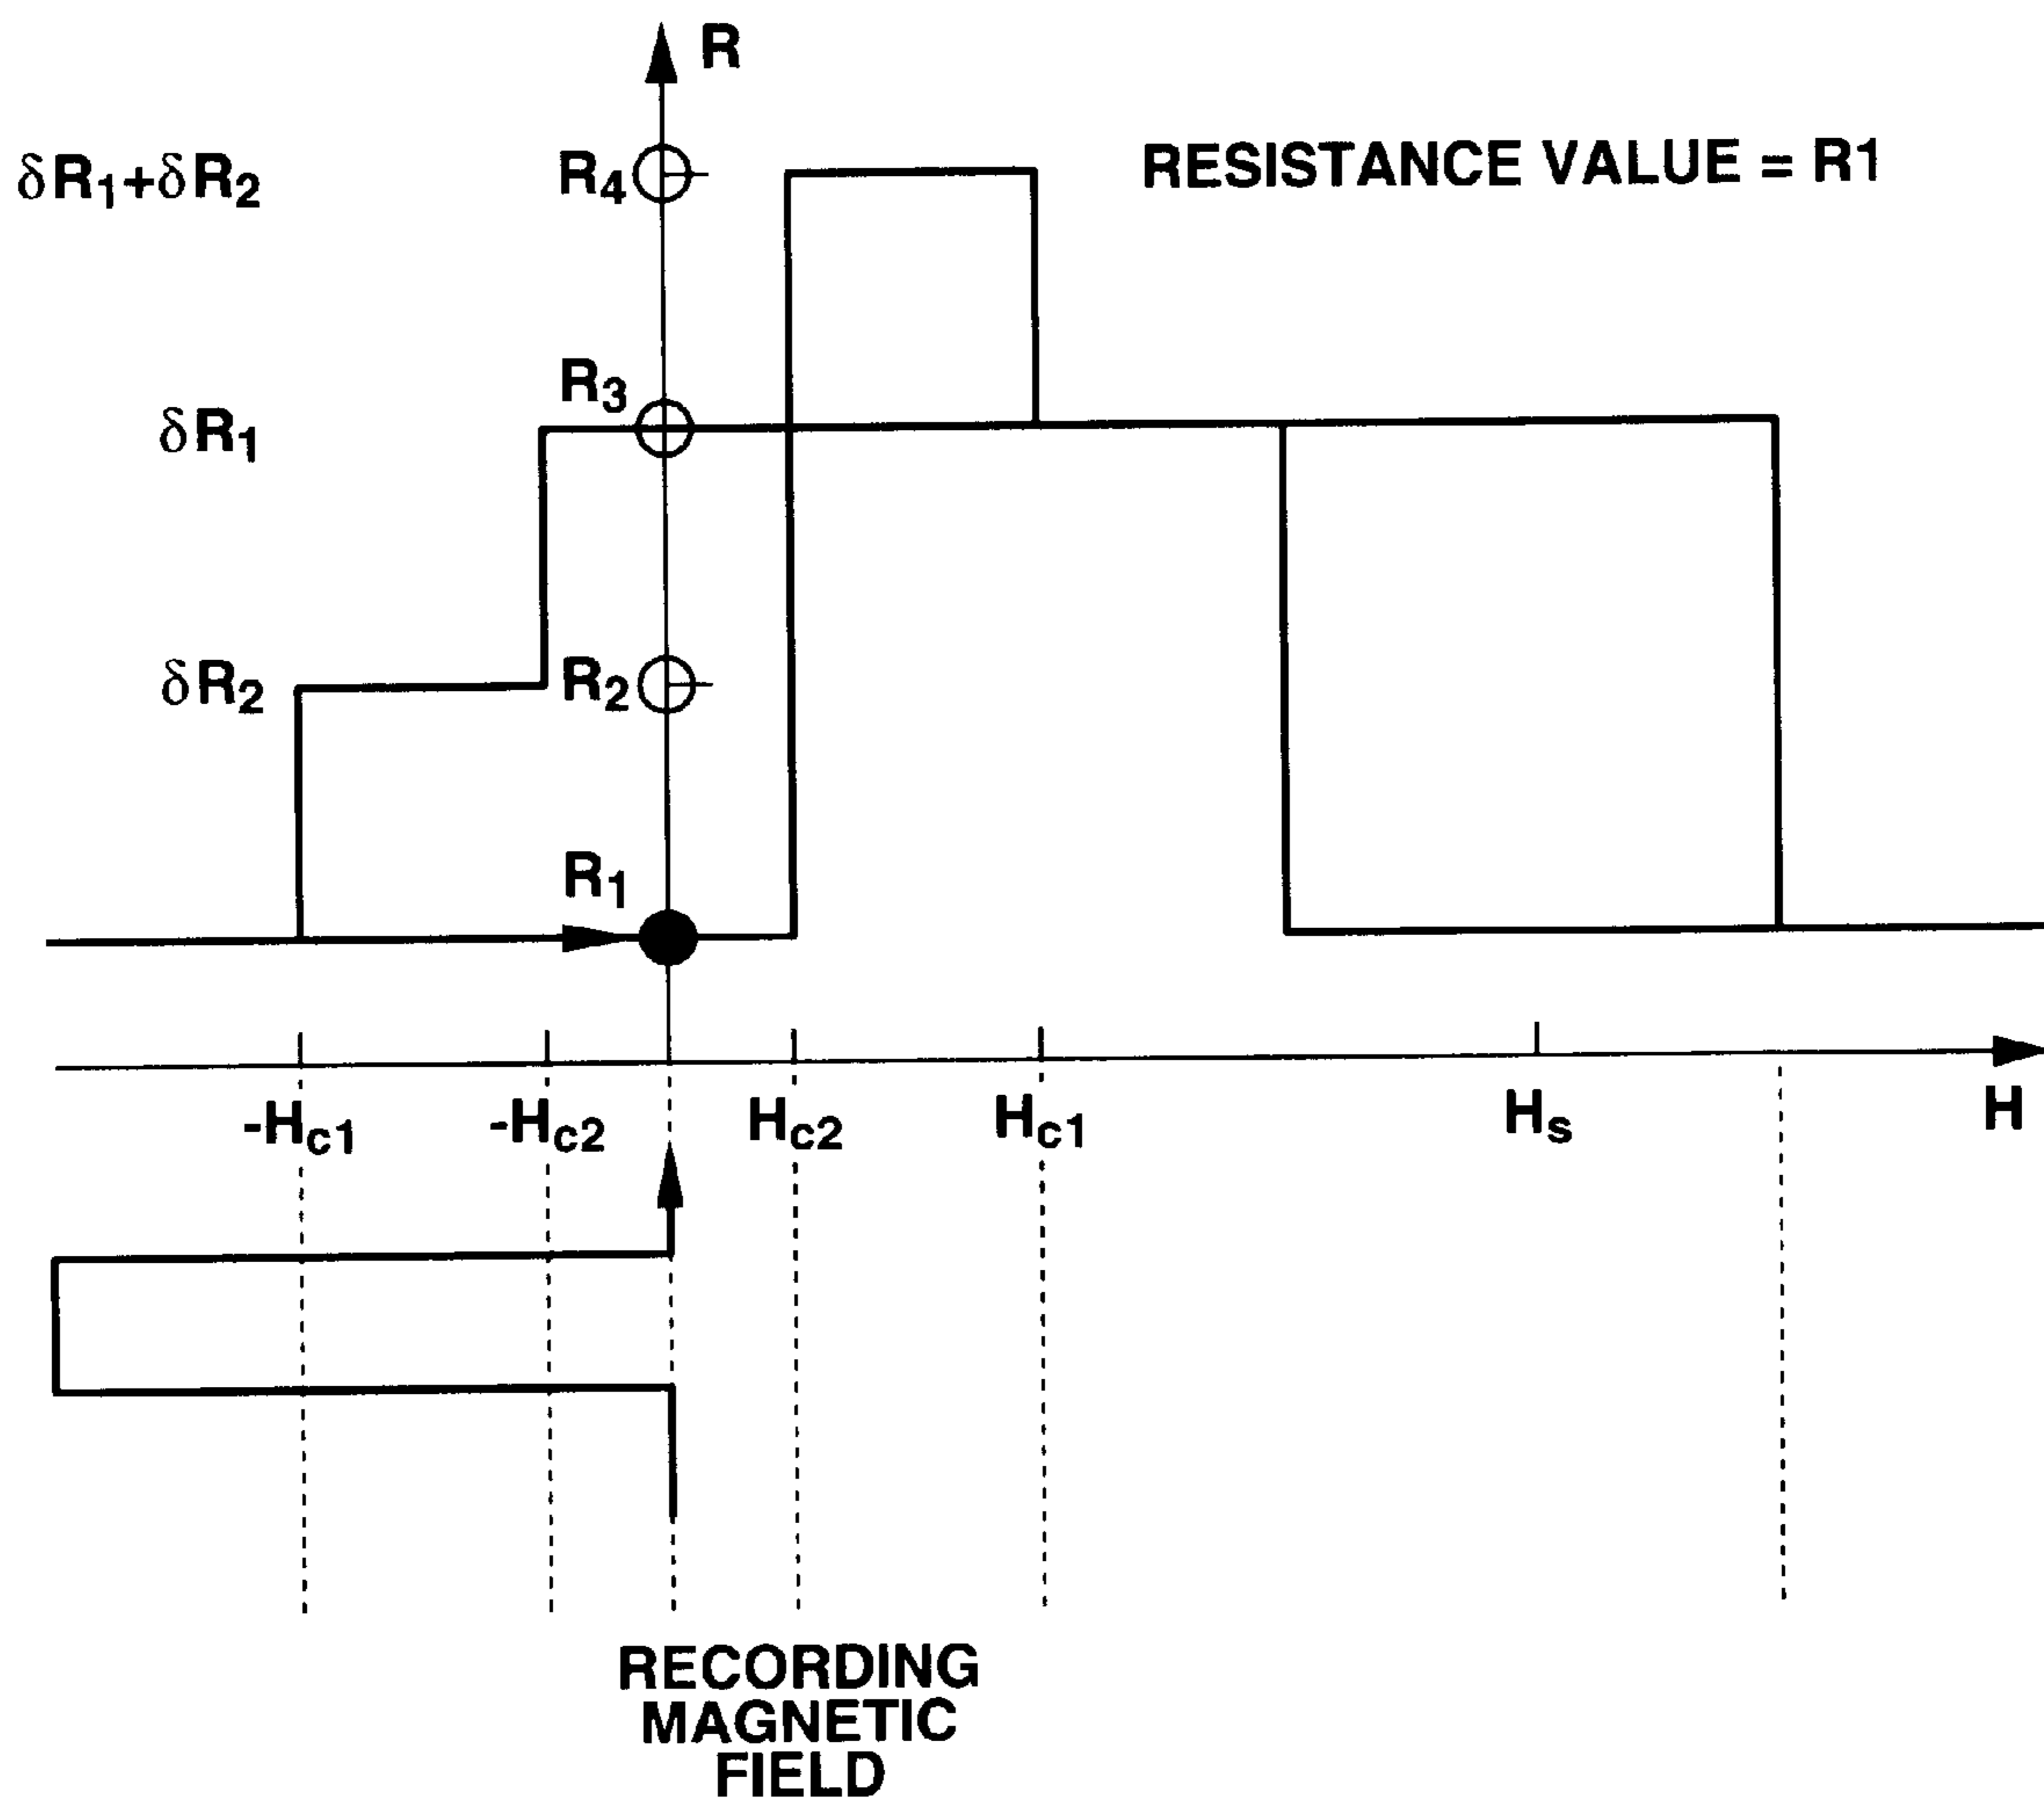 R
δR₁+δR₂
R₄
RESISTANCE VALUE = R1
R₃
δR₁
δR₂
R₂
R₁
-Hc1
-Hc2
Hc2
Hc1
Hs
H
RECORDING
MAGNETIC
FIELD